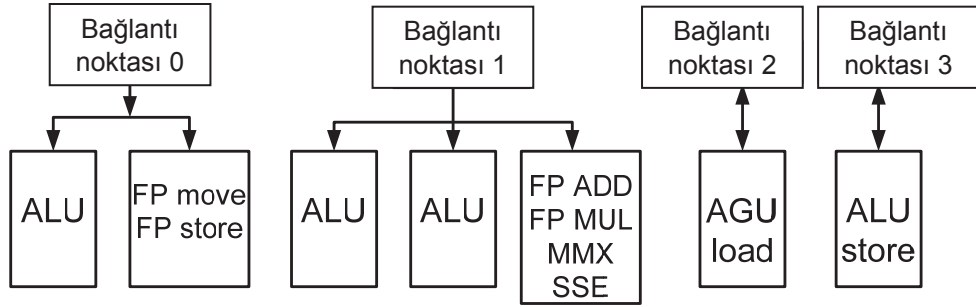 Bağlantı
noktası 0
Bağlantı
noktası 1
Bağlantı
noktası 2
Bağlantı
noktası 3
ALU
FP move
FP store
ALU
ALU
FP ADD
FP MUL
MMX
SSE
AGU
load
ALU
store